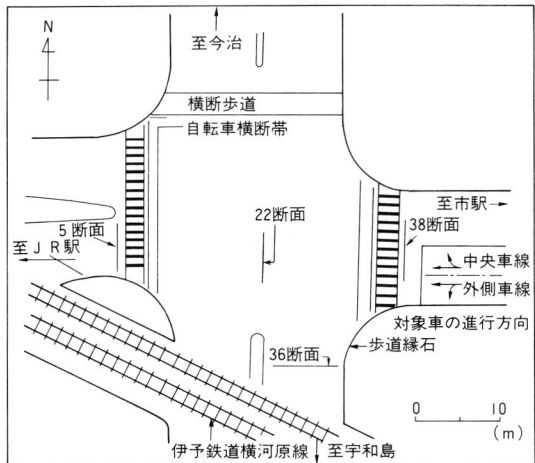 N
至今治
横断歩道
自転車横断帯
至市駅
22断面
38断面
5断面
至JR駅
中央車線
外側車線
対象車の進行方向
36断面
歩道縁石
0 10
(m)
伊予鉄道横河原線
至宇和島